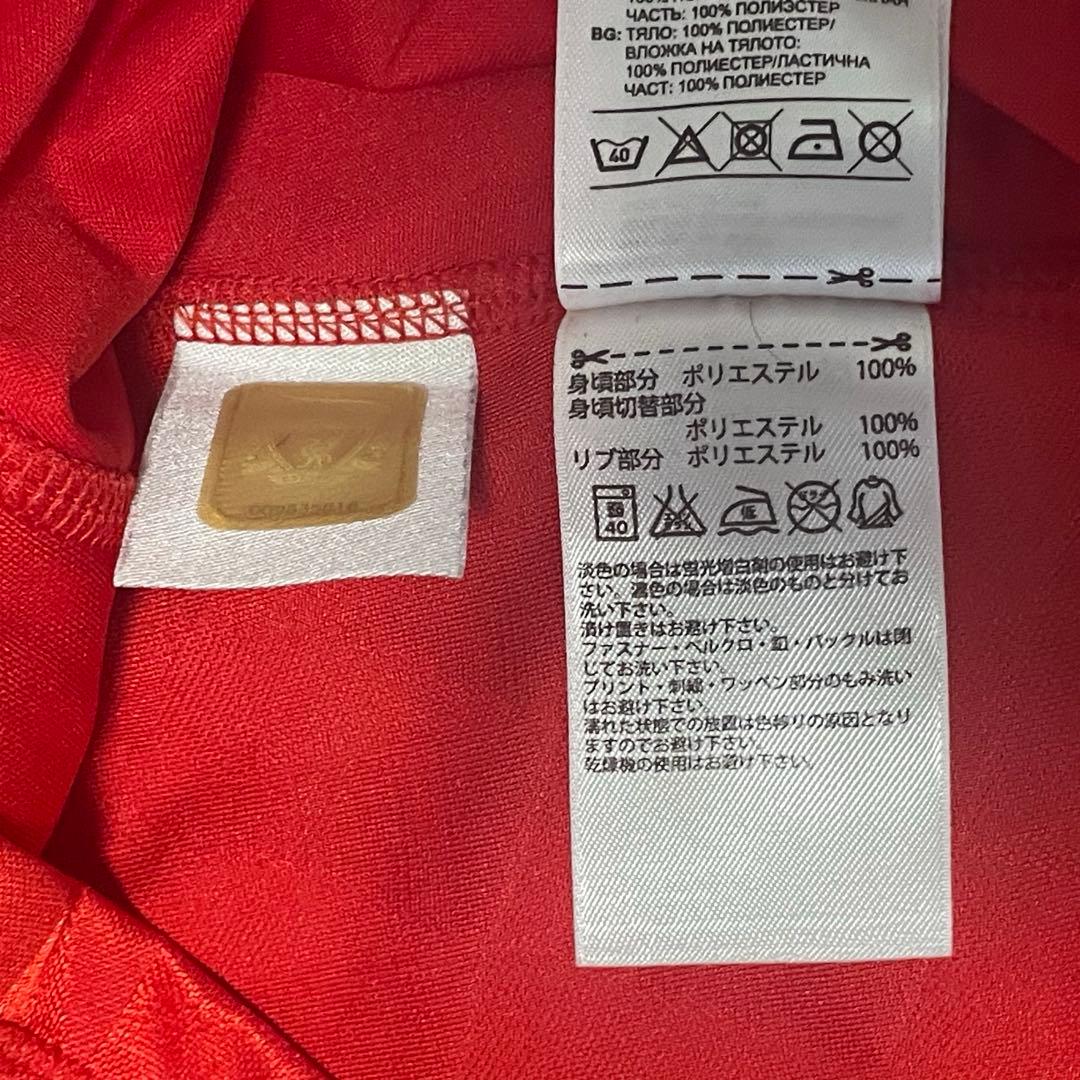 ЧАСТЬ: 100% ПОЛИЭСТЕР
BG: ТЯЛО: 100% ПОЛИЕСТЕР/
ВЛОЖКА НА ТЯЛОТО:
100% ПОЛИЕСТЕР/ЛАСТИЧНА
ЧАСТ: 100% ПОЛИЕСТЕР
40
身頃部分 ポリエステル 100%
身頃切替部分
ポリエステル 100%
リブ部分 ポリエステル 100%
40 低
淡色の場合は蛍光増白剤の使用はお避け下
さい。濃色の場合は淡色のものと分けてお
洗い下さい。
漬け置きはお避け下さい。
ファスナー・ベルクロ・釦・バックルは閉
じてお洗い下さい。
プリント・刺繍・ワッペン部分のもみ洗い
はお避け下さい。
濡れた状態での放置は色移りの原因となり
ますのでお避け下さい。
乾燥機の使用はお避け下さい。